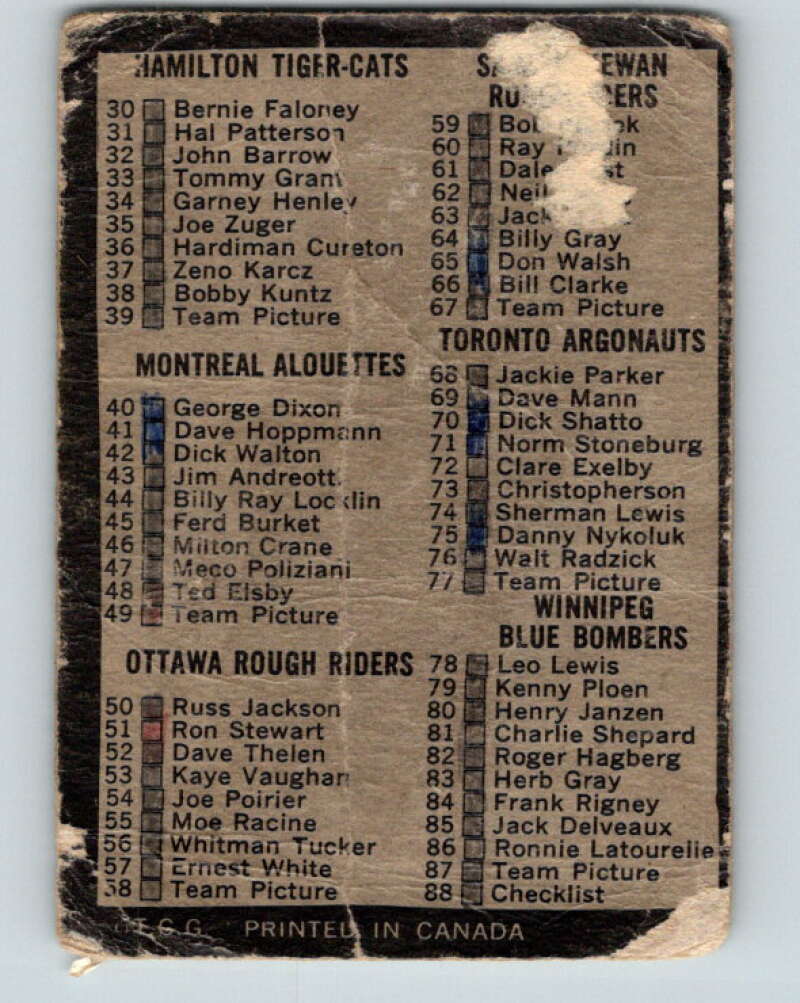 HAMILTON TIGER-CATS
30 Bernie Faloney
31 Hal Patterson
32 John Barrow
33 Tommy Grant
34 Garney Henley
35 Joe Zuger
36 Hardiman Cureton
37 Zeno Karcz
38 Bobby Kuntz
39 Team Picture
MONTREAL ALOUETTES
40 George Dixon
41 Dave Hoppmann
42 Dick Walton
43 Jim Andreotti
44 Billy Ray Locklin
45 Ferd Burket
46 Milton Crane
47 Meco Poliziani
48 Ted Elsby
49 Team Picture
OTTAWA ROUGH RIDERS
50 Russ Jackson
51 Ron Stewart
52 Dave Thelen
53 Kaye Vaughan
54 Joe Poirier
55 Moe Racine
56 Whitman Tucker
57 Ernest White
58 Team Picture
59
60 Ray
61 Dale
62 Neil
63 Jack
64 Billy Gray
65 Don Walsh
66 Bill Clarke
67 Team Picture
TORONTO ARGONAUTS
68 Jackie Parker
69 Dave Mann
70 Dick Shatto
71 Norm Stoneburg
72 Clare Exelby
73 Christopherson
74 Sherman Lewis
75 Danny Nykoluk
76 Walt Radzick
77 Team Picture
WINNIPEG
BLUE BOMBERS
78 Leo Lewis
79 Kenny Ploen
80 Henry Janzen
81 Charlie Shepard
82 Roger Hagberg
83 Herb Gray
84 Frank Rigney
85 Jack Delveaux
86 Ronnie Latourelle
87 Team Picture
88 Checklist
T.C.G. PRINTED IN CANADA